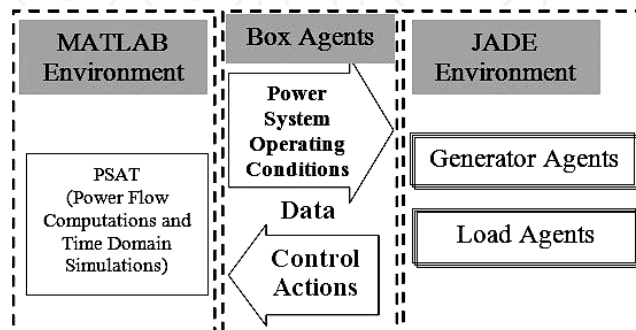 MATLAB
Environment
PSAT
(Power Flow
Computations and
Time Domain
Simulations)
Box Agents
Power
System
Operating
Conditions
Data
Control
Actions
JADE
Environment
Generator Agents
Load Agents